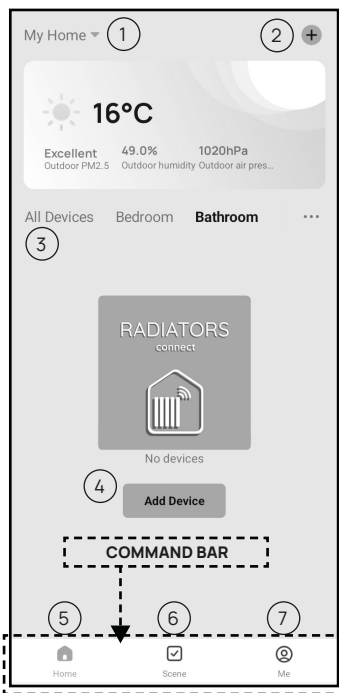 My Home 1 2
16°C
Excellent 49.0% 1020hPa
Outdoor PM2.5 Outdoor humidity Outdoor air pres...
All Devices Bedroom Bathroom ...
3
RADIATORS
connect
No devices
4
Add Device
COMMAND BAR
5 6 7
Home Scene Me